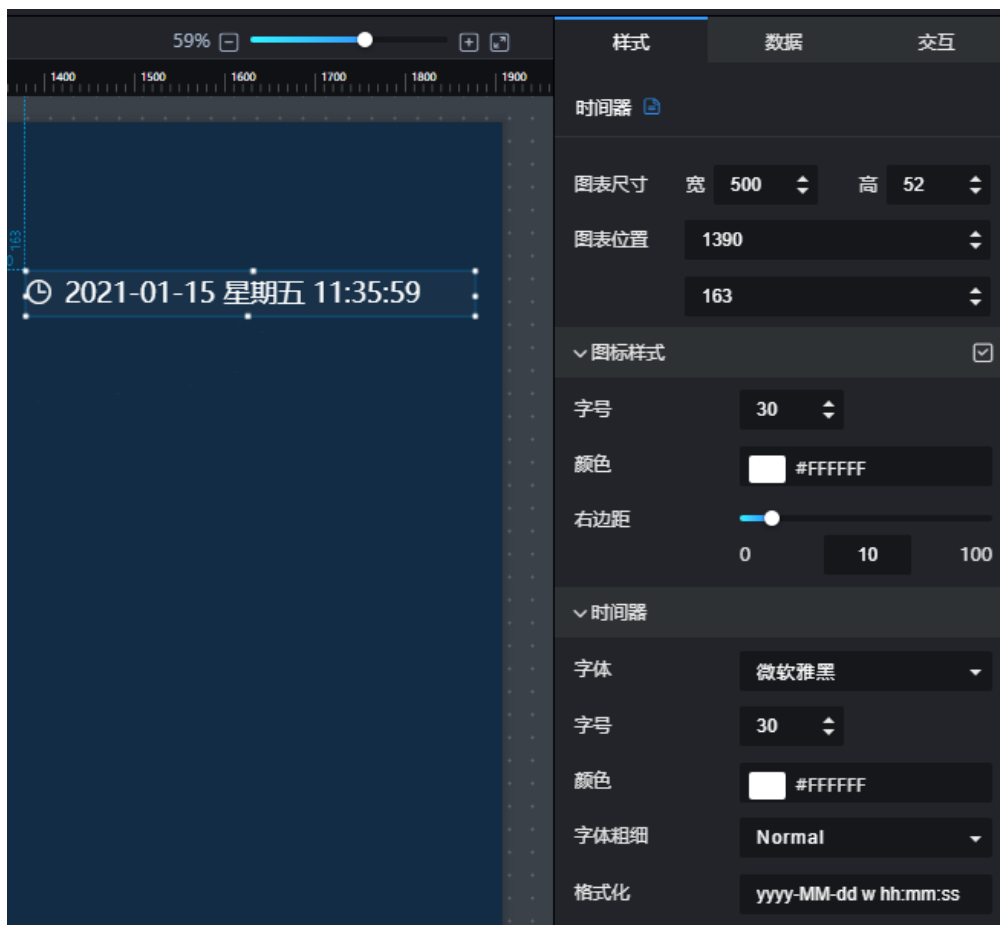 59%
样式 数据 交互
1400 1500 1600 1700 1800 1900
时间器
图表尺寸 宽 500 高 52
图表位置 1390
163
163
2021-01-15 星期五 11:35:59
图标样式
字号 30
颜色 #FFFFFF
右边距
0 10 100
时间器
字体 微软雅黑
字号 30
颜色 #FFFFFF
字体粗细 Normal
格式化 yyyy-MM-dd w hh:mm:ss